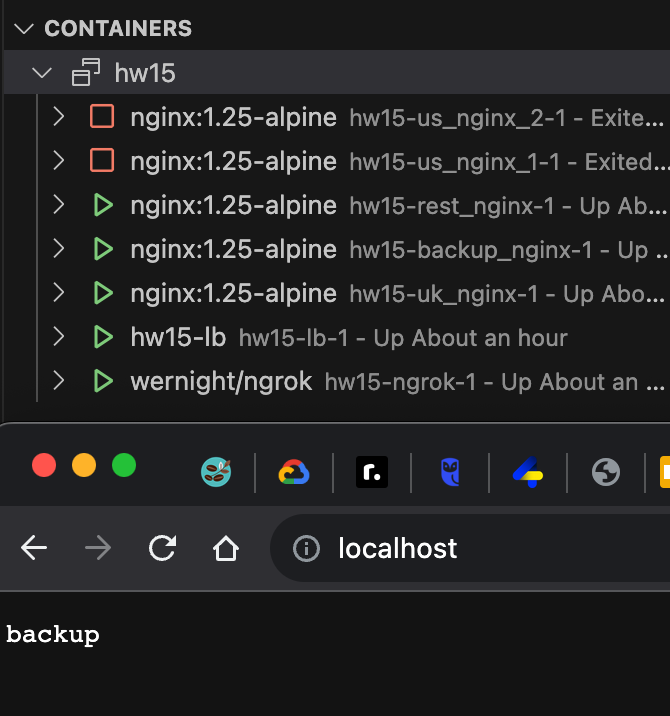 CONTAINERS
hw15
nginx:1.25-alpine hw15-us_nginx_2-1 - Exite...
nginx:1.25-alpine hw15-us_nginx_1-1 - Exited...
nginx:1.25-alpine hw15-rest_nginx-1 - Up Ab...
nginx:1.25-alpine hw15-backup_nginx-1 - Up ...
nginx:1.25-alpine hw15-uk_nginx-1 - Up Abo...
hw15-lb hw15-lb-1 - Up About an hour
wernight/ngrok hw15-ngrok-1 - Up About an ...
r.
localhost
backup